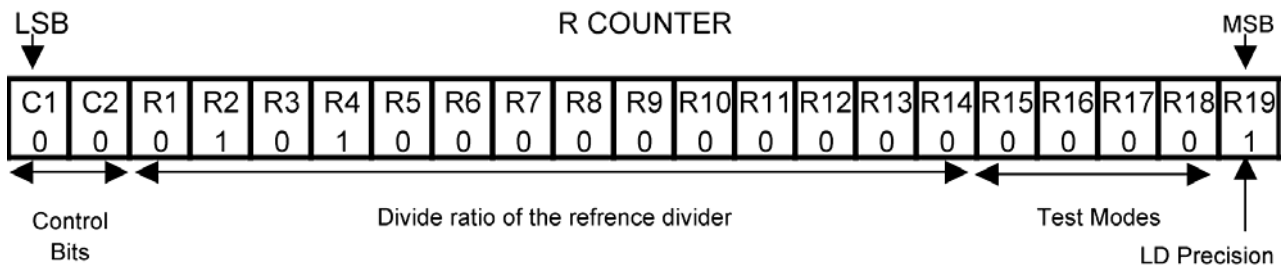 LSB R COUNTER MSB
C1 C2 R1 R2 R3 R4 R5 R6 R7 R8 R9 R10 R11 R12 R13 R14 R15 R16 R17 R18 R19
0 0 0 1 0 1 0 0 0 0 0 0 0 0 0 0 0 0 0 0 1
Control Divide ratio of the refrence divider Test Modes
Bits LD Precision